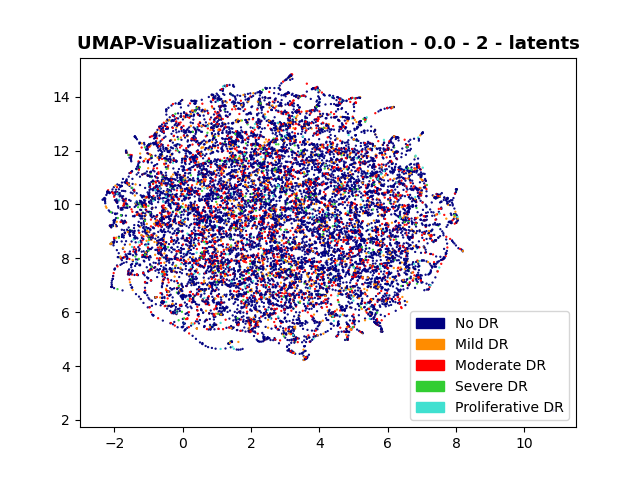 UMAP-Visualization - correlation - 0.0 - 2 - latents
14
12
10
8
6
4
2
−2
0
2
4
6
8
10
No DR
Mild DR
Moderate DR
Severe DR
Proliferative DR